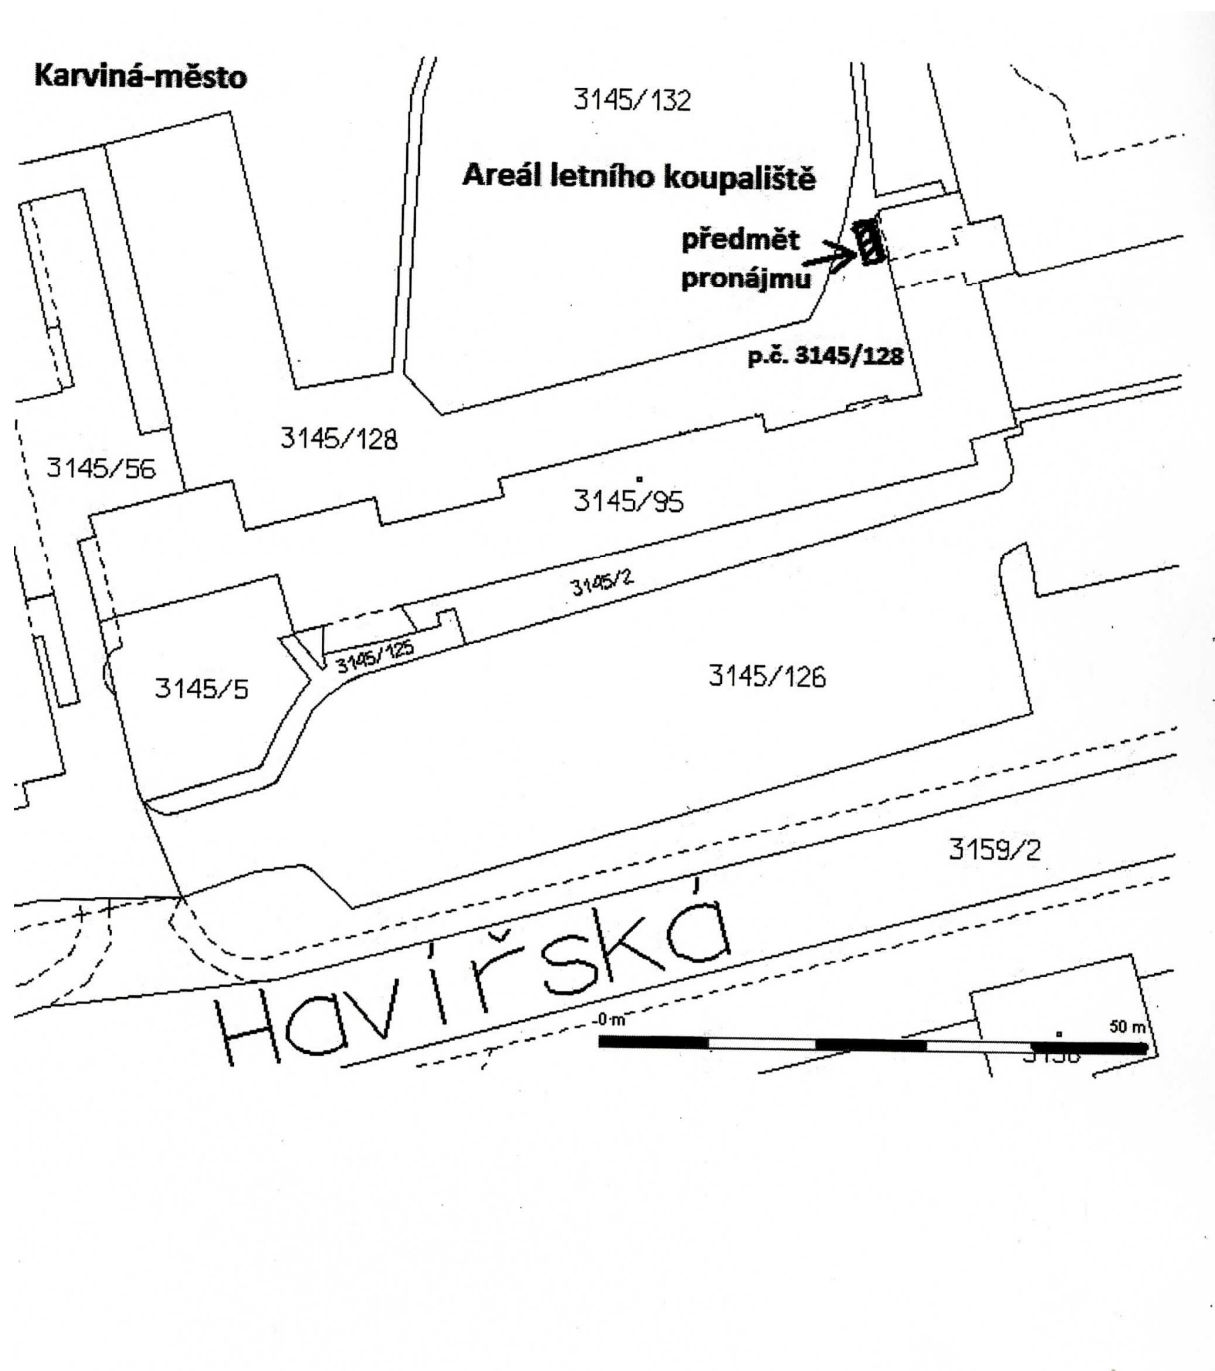 Karviná-město
3145/132
Areál letního koupaliště
předmět
pronájmu
p.č. 3145/128
3145/128
3145/56
3145/95
3145/2
3145/125
3145/5
3145/126
3159/2
Havířská
0 m
50 m